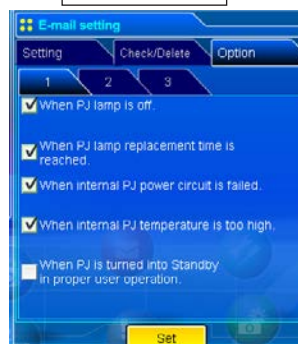 E-mail setting
Setting Check/Delete Option
1 2 3
When PJ lamp is off.
When PJ lamp replacement time is
reached.
When internal PJ power circuit is failed.
When internal PJ temperature is too high.
When PJ is turned into Standby
in proper user operation.
Set